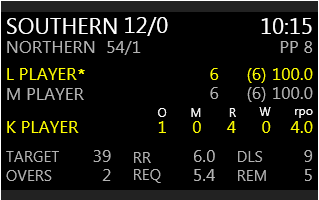 SOUTHERN 12/0 10:15
NORTHERN 54/1 PP 8
L PLAYER* 6 (6) 100.0
M PLAYER 6 (6) 100.0
O M R W rpo
K PLAYER 1 0 4 0 4.0
TARGET 39 RR 6.0 DLS 9
OVERS 2 REQ 5.4 REM 5